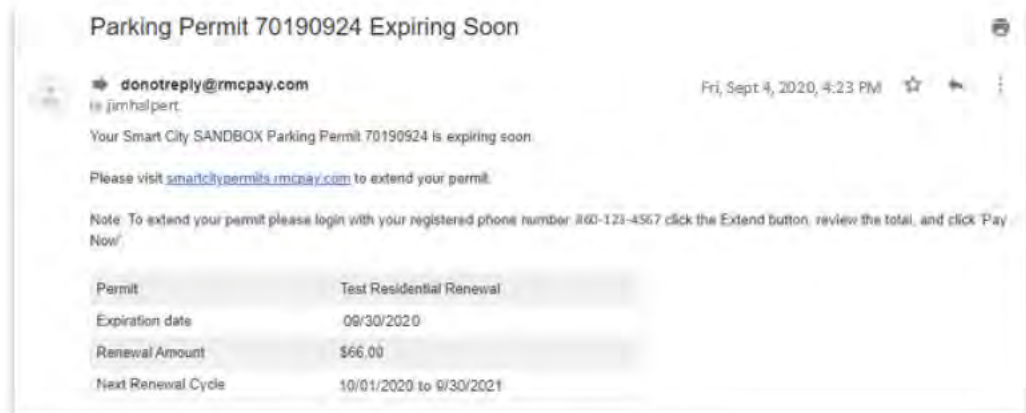 Parking Permit 70190924 Expiring Soon
donotreply@rmcpay.com
Fri, Sept 4, 2020, 4:23 PM
to jimhalpert
Your Smart City SANDBOX Parking Permit 70190924 is expiring soon.
Please visit smartcitypermits.rmcpay.com to extend your permit.
Note: To extend your permit please login with your registered phone number 860-123-4567 click the Extend button, review the total, and click 'Pay
Now'.
Permit Test Residential Renewal
Expiration date 09/30/2020
Renewal Amount $66.00
Next Renewal Cycle 10/01/2020 to 9/30/2021